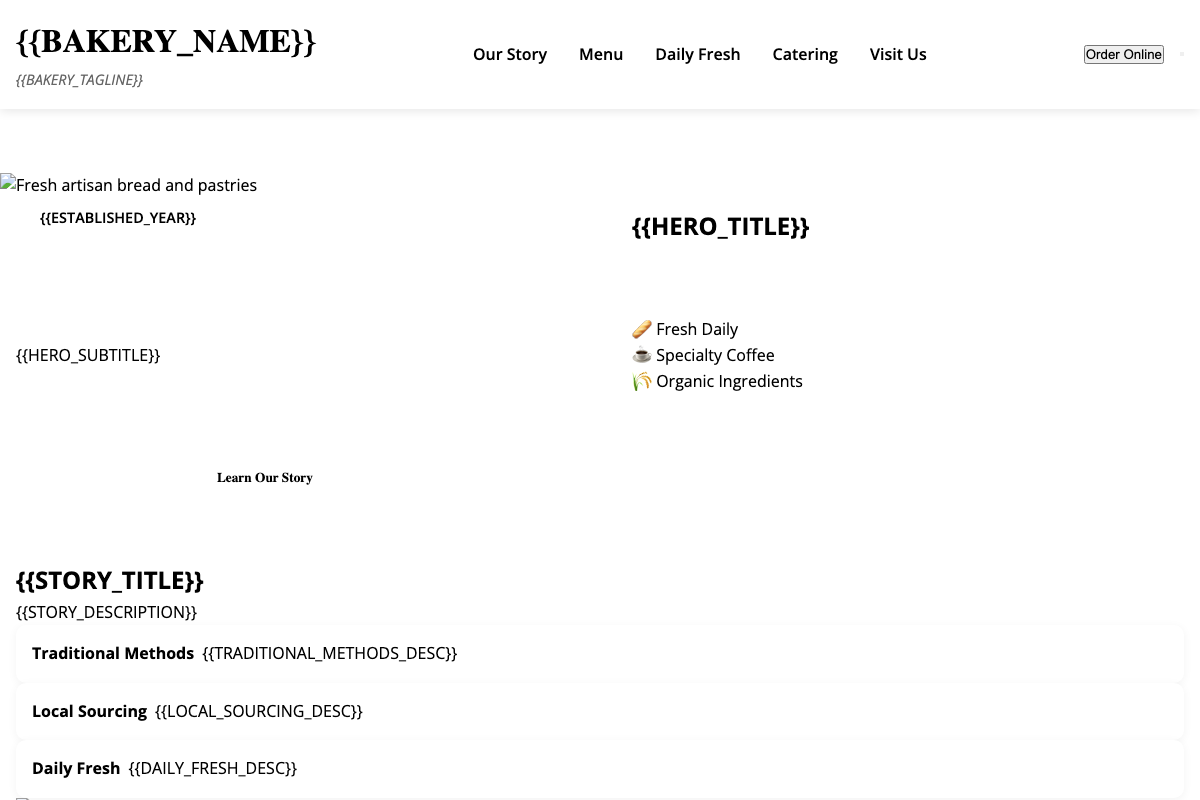 {{BAKERY_NAME}}
{{BAKERY_TAGLINE}}
Our Story
Menu
Daily Fresh
Catering
Visit Us
Order Online
Fresh artisan bread and pastries
{{ESTABLISHED_YEAR}}
{{HERO_TITLE}}
{{HERO_SUBTITLE}}
🥖 Fresh Daily
☕ Specialty Coffee
🌾 Organic Ingredients
Learn Our Story
{{STORY_TITLE}}
{{STORY_DESCRIPTION}}
Traditional Methods {{TRADITIONAL_METHODS_DESC}}
Local Sourcing {{LOCAL_SOURCING_DESC}}
Daily Fresh {{DAILY_FRESH_DESC}}